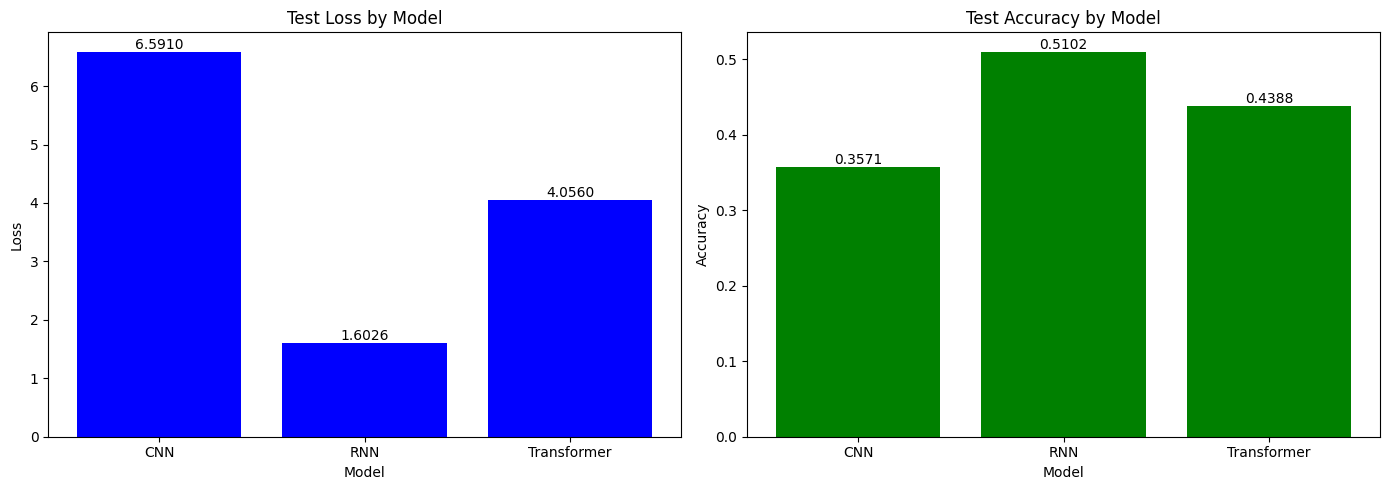 Test Loss by Model
6.5910
1.6026
4.0560
6
5
4
3
2
1
0
Loss
CNN
RNN
Transformer
Model
Test Accuracy by Model
0.3571
0.5102
0.4388
0.5
0.4
0.3
0.2
0.1
0.0
Accuracy
CNN
RNN
Transformer
Model